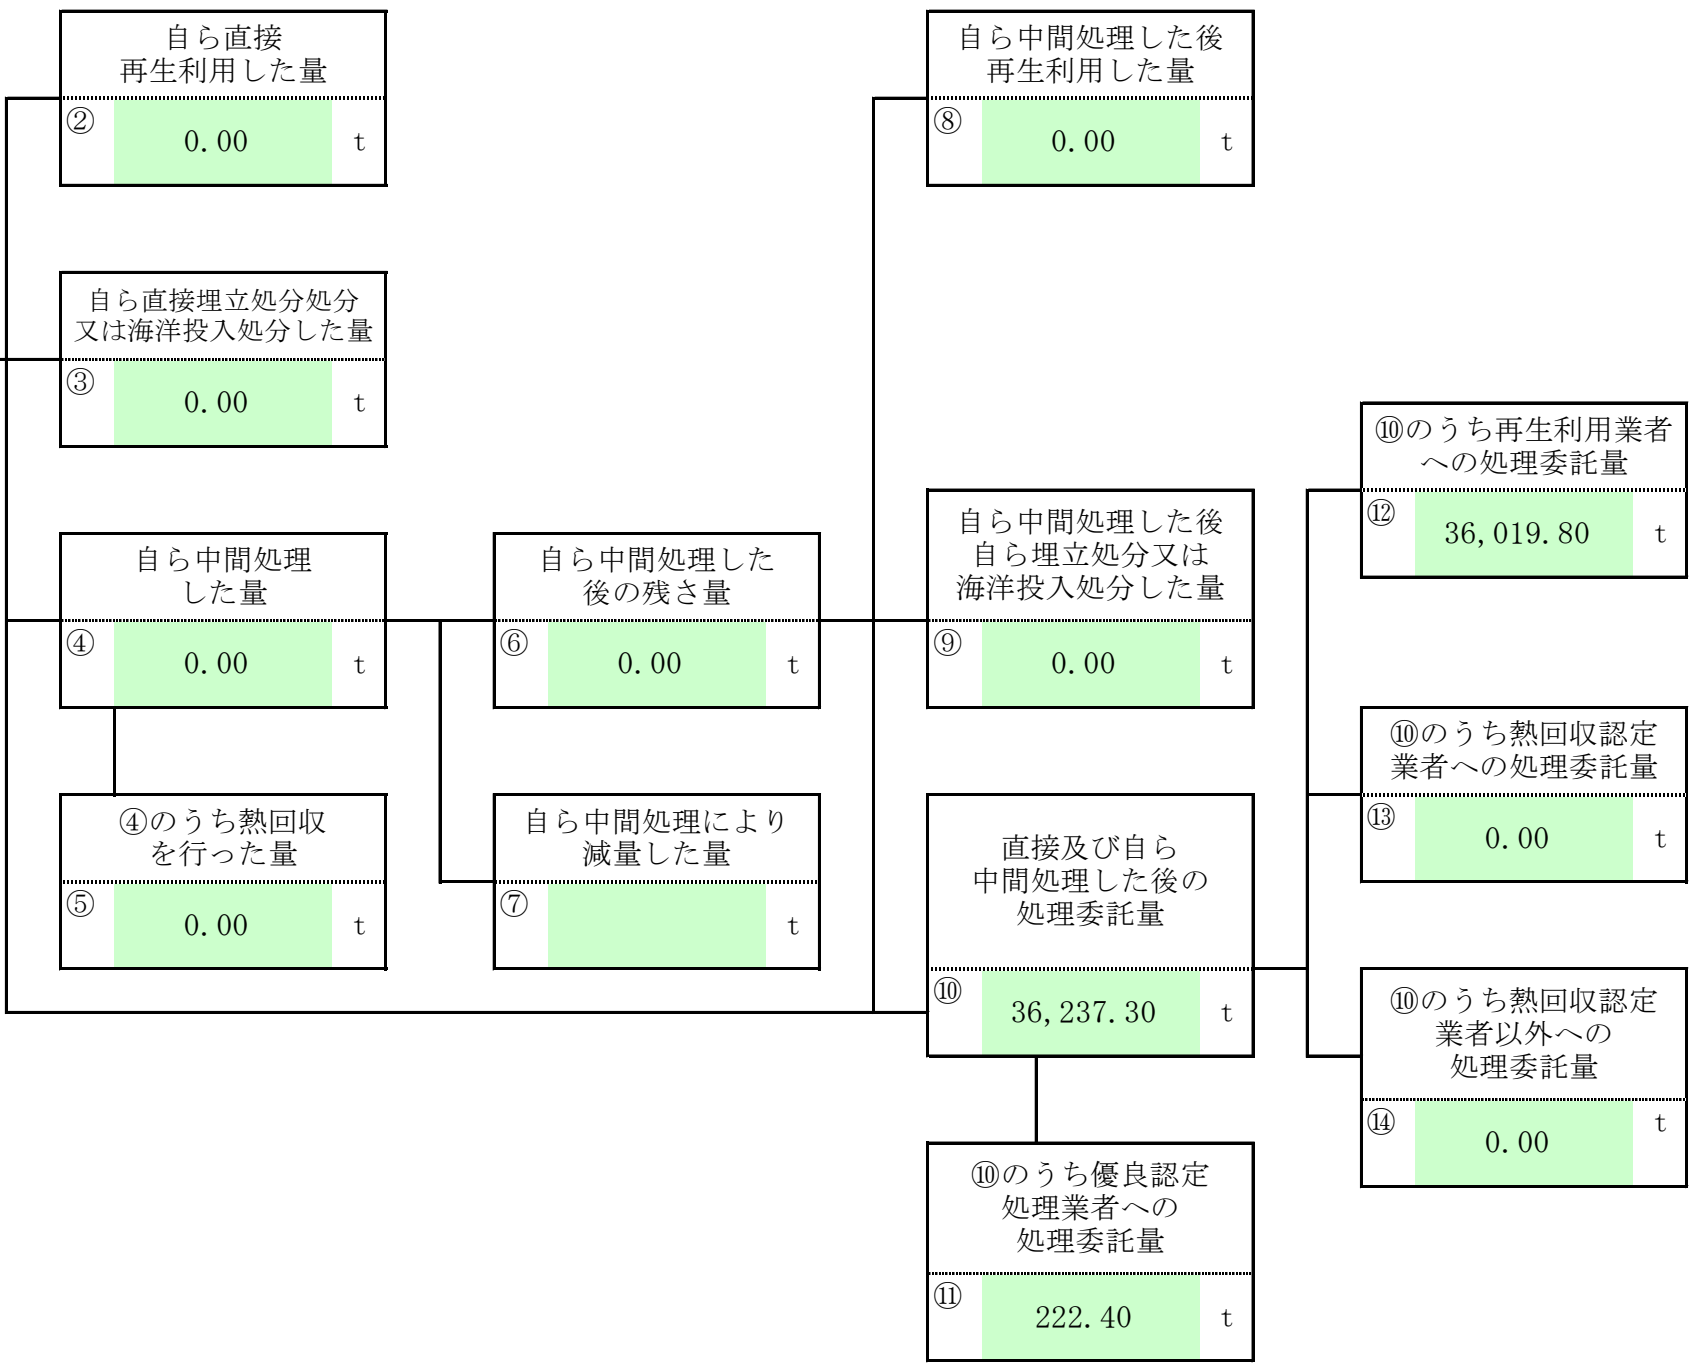 自ら直接
再生利用した量
② 0.00 t
自ら中間処理した後
再生利用した量
⑧ 0.00 t
自ら直接埋立処分処分
又は海洋投入処分した量
③ 0.00 t
⑩のうち再生利用業者
への処理委託量
⑫ 36,019.80 t
自ら中間処理
した量
④ 0.00 t
自ら中間処理した
後の残さ量
⑥ 0.00 t
自ら中間処理した後
自ら埋立処分又は
海洋投入処分した量
⑨ 0.00 t
⑩のうち熱回収認定
業者への処理委託量
⑬ 0.00 t
④のうち熱回収
を行った量
⑤ 0.00 t
自ら中間処理により
減量した量
⑦ t
直接及び自ら
中間処理した後の
処理委託量
⑩ 36,237.30 t
⑩のうち熱回収認定
業者以外への
処理委託量
⑭ 0.00 t
⑩のうち優良認定
処理業者への
処理委託量
⑪ 222.40 t